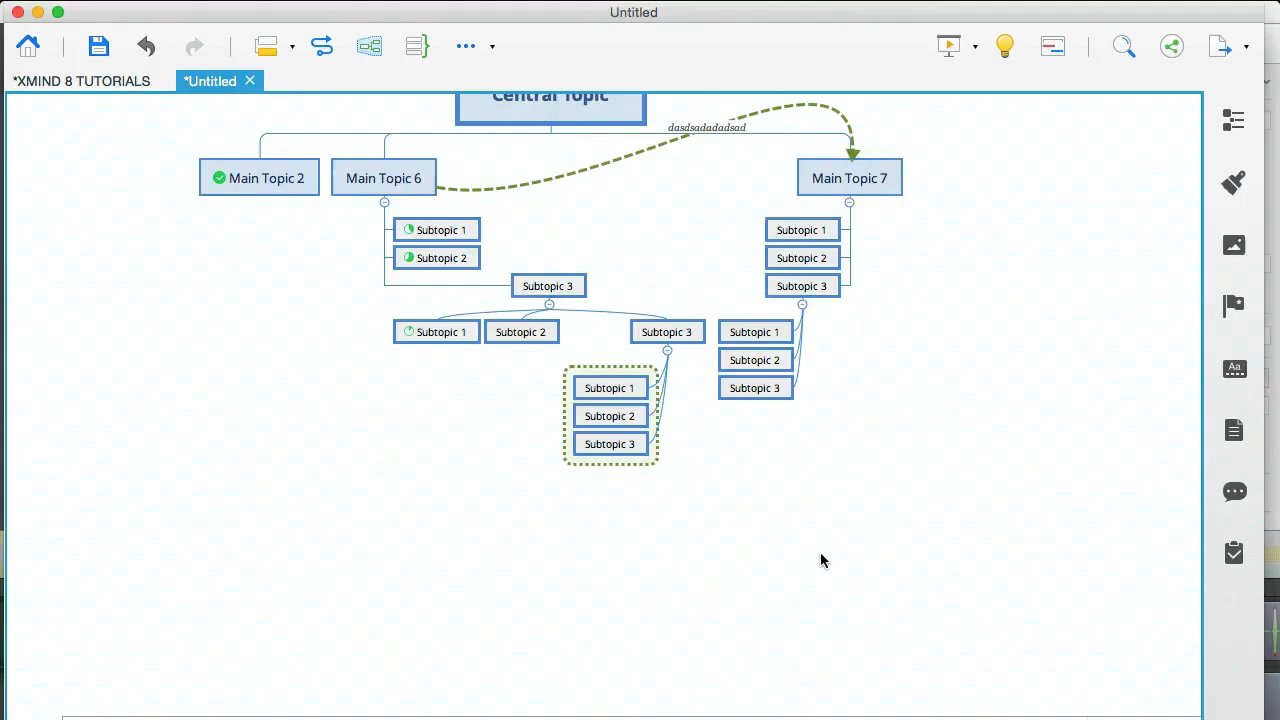 Untitled
*XMIND 8 TUTORIALS
*Untitled
Central Topic
dasdsadadadsad
Main Topic 2
Main Topic 6
Main Topic 7
Subtopic 1
Subtopic 1
Subtopic 2
Subtopic 2
Subtopic 3
Subtopic 3
Subtopic 1
Subtopic 2
Subtopic 3
Subtopic 1
Subtopic 2
Subtopic 1
Subtopic 3
Subtopic 2
Subtopic 3
Aa